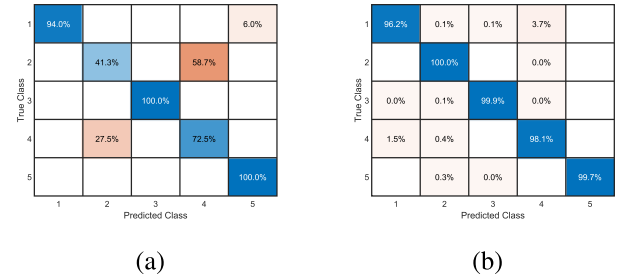 1 94.0% 6.0%
2 41.3% 58.7%
3 100.0%
4 27.5% 72.5%
5 100.0%
1 2 3 4 5
Predicted Class
True Class
(a)
1 96.2% 0.1% 0.1% 3.7%
2 100.0% 0.0%
3 0.0% 0.1% 99.9% 0.0%
4 1.5% 0.4% 98.1%
5 0.3% 0.0% 99.7%
1 2 3 4 5
Predicted Class
True Class
(b)